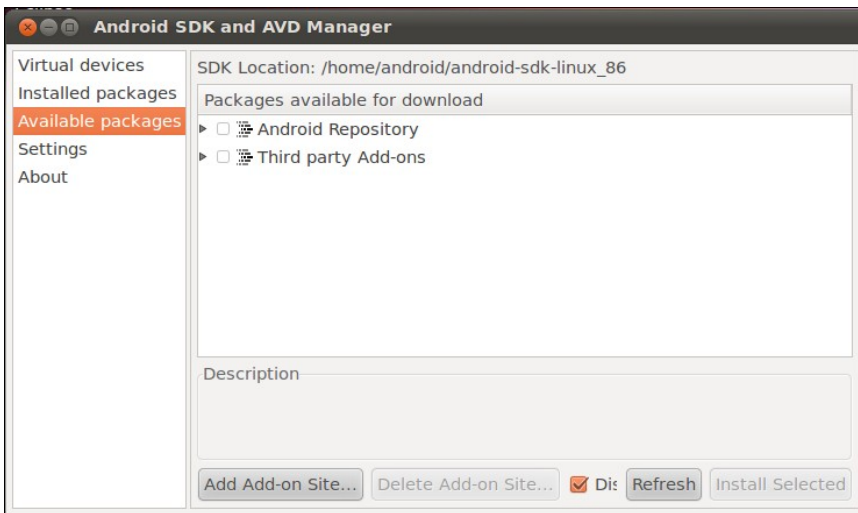 Android SDK and AVD Manager
Virtual devices
Installed packages
Available packages
Settings
About
SDK Location: /home/android/android-sdk-linux_86
Packages available for download
Android Repository
Third party Add-ons
Description
Add Add-on Site... Delete Add-on Site... Dis Refresh Install Selected